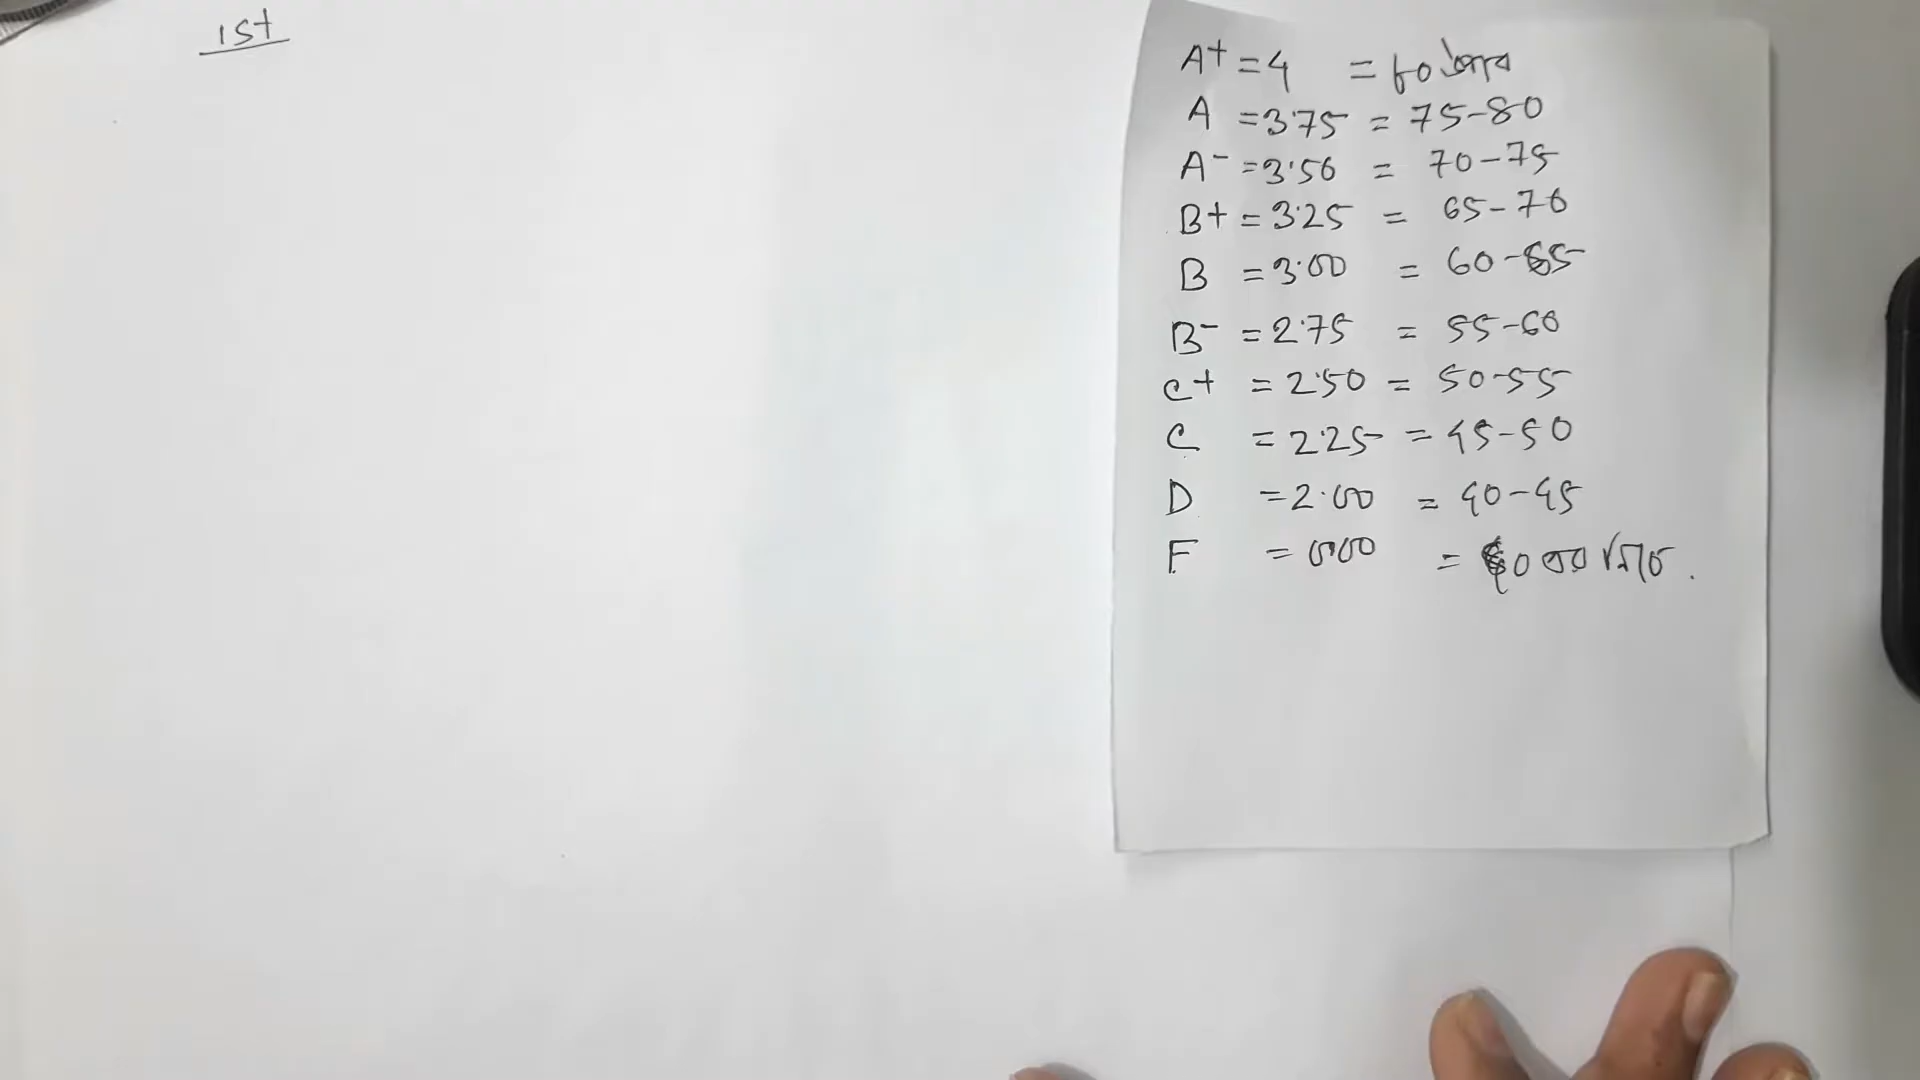 1st
A+ = 4 = ৮০ উপরে
A = 3.75 = 75-80
A- = 3.50 = 70-75
B+ = 3.25 = 65-70
B = 3.00 = 60-65
B- = 2.75 = 55-60
C+ = 2.50 = 50-55
C = 2.25 = 45-50
D = 2.00 = 40-45
F = 0.00 = 40